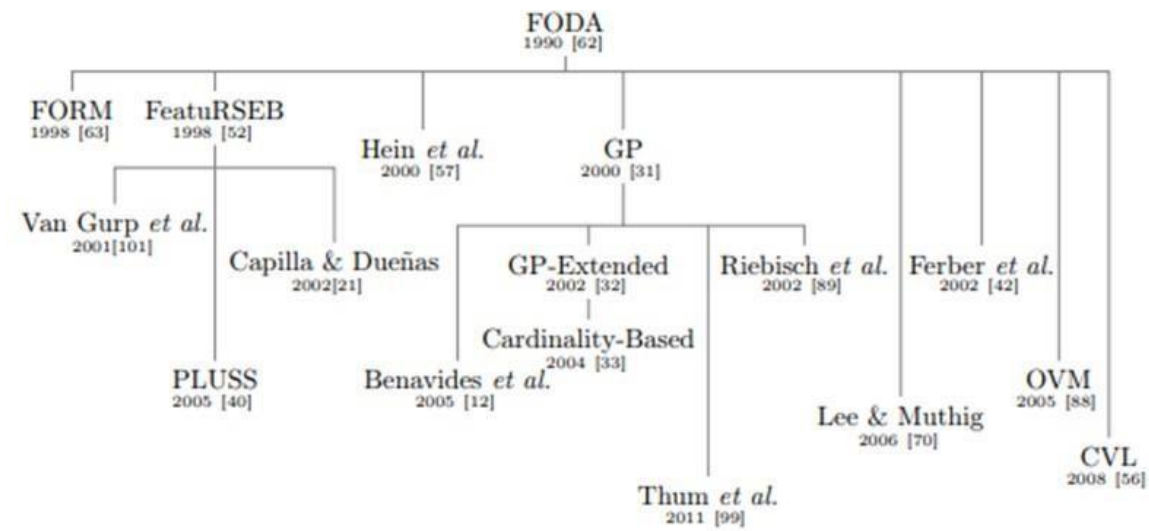 FODA
1990 [62]
FORM
1998 [63]
FeatuRSEB
1998 [52]
Hein et al.
2000 [57]
GP
2000 [31]
Van Gurp et al.
2001[101]
Capilla & Dueñas
2002[21]
GP-Extended
2002 [32]
Riebisch et al.
2002 [89]
Ferber et al.
2002 [42]
Cardinality-Based
2004 [33]
PLUSS
2005 [40]
Benavides et al.
2005 [12]
OVM
2005 [88]
Lee & Muthig
2006 [70]
CVL
2008 [56]
Thum et al.
2011 [99]